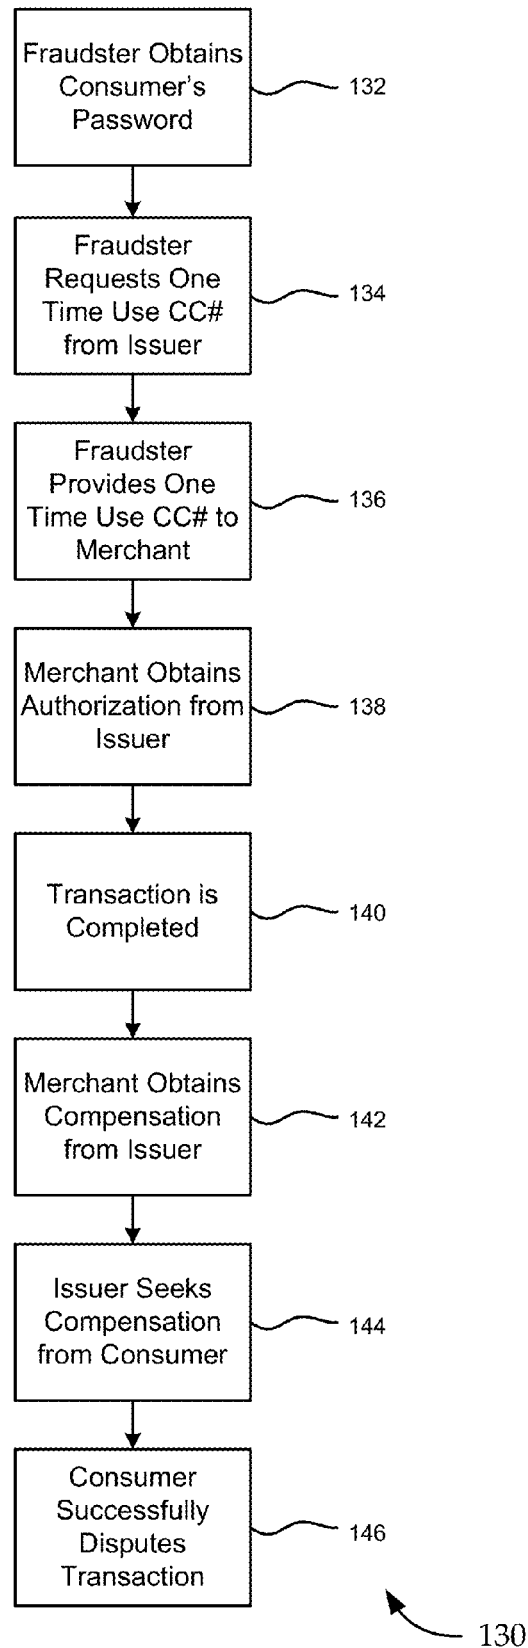 Fraudster Obtains
Consumer's
Password
132
Fraudster
Requests One
Time Use CC#
from Issuer
134
Fraudster
Provides One
Time Use CC# to
Merchant
136
Merchant Obtains
Authorization from
Issuer
138
Transaction is
Completed
140
Merchant Obtains
Compensation
from Issuer
142
Issuer Seeks
Compensation
from Consumer
144
Consumer
Successfully
Disputes
Transaction
146
130